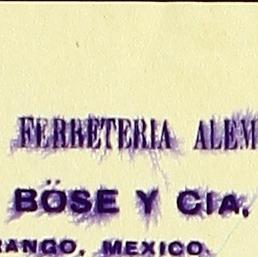 FERRETERIA ALEM
BÖSE Y CIA.
RANGO, MEXICO.